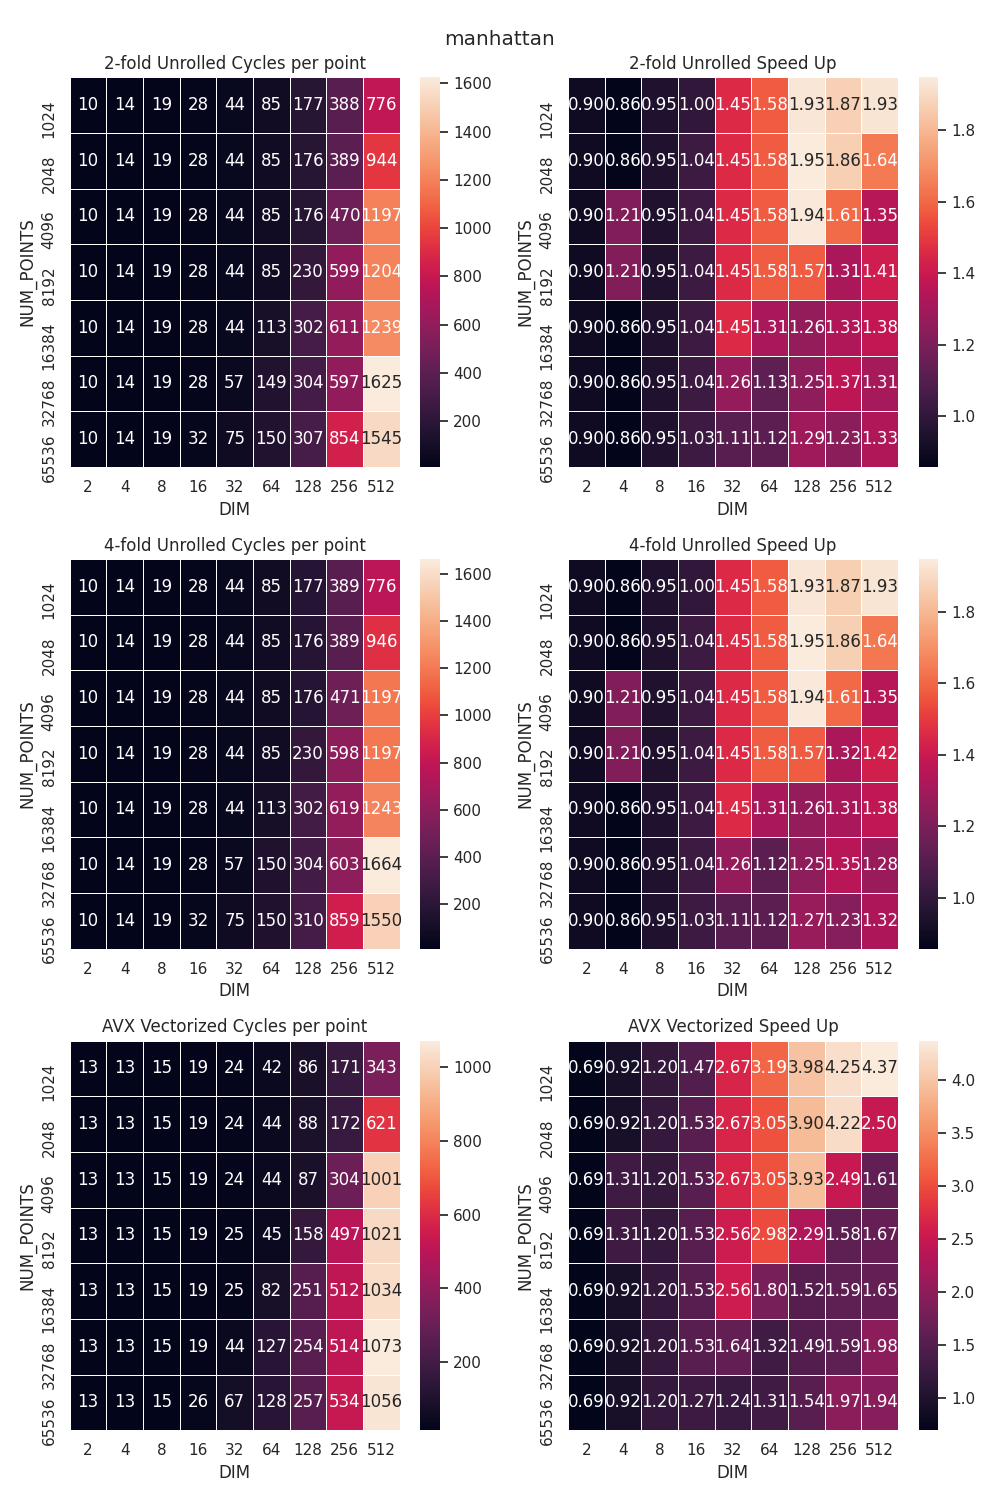 manhattan
2-fold Unrolled Cycles per point
NUM_POINTS
1024 10 14 19 28 44 85 177 388 776
2048 10 14 19 28 44 85 176 389 944
4096 10 14 19 28 44 85 176 470 1197
8192 10 14 19 28 44 85 230 599 1204
16384 10 14 19 28 44 113 302 611 1239
32768 10 14 19 28 57 149 304 597 1625
65536 10 14 19 32 75 150 307 854 1545
2 4 8 16 32 64 128 256 512
DIM
1600
1400
1200
1000
800
600
400
200
2-fold Unrolled Speed Up
NUM_POINTS
1024 0.90 0.86 0.95 1.00 1.45 1.58 1.93 1.87 1.93
2048 0.90 0.86 0.95 1.04 1.45 1.58 1.95 1.86 1.64
4096 0.90 1.21 0.95 1.04 1.45 1.58 1.94 1.61 1.35
8192 0.90 1.21 0.95 1.04 1.45 1.58 1.57 1.31 1.41
16384 0.90 0.86 0.95 1.04 1.45 1.31 1.26 1.33 1.38
32768 0.90 0.86 0.95 1.04 1.26 1.13 1.25 1.37 1.31
65536 0.90 0.86 0.95 1.03 1.11 1.12 1.29 1.23 1.33
2 4 8 16 32 64 128 256 512
DIM
1.8
1.6
1.4
1.2
1.0
4-fold Unrolled Cycles per point
NUM_POINTS
1024 10 14 19 28 44 85 177 389 776
2048 10 14 19 28 44 85 176 389 946
4096 10 14 19 28 44 85 176 471 1197
8192 10 14 19 28 44 85 230 598 1197
16384 10 14 19 28 44 113 302 619 1243
32768 10 14 19 28 57 150 304 603 1664
65536 10 14 19 32 75 150 310 859 1550
2 4 8 16 32 64 128 256 512
DIM
1600
1400
1200
1000
800
600
400
200
4-fold Unrolled Speed Up
NUM_POINTS
1024 0.90 0.86 0.95 1.00 1.45 1.58 1.93 1.87 1.93
2048 0.90 0.86 0.95 1.04 1.45 1.58 1.95 1.86 1.64
4096 0.90 1.21 0.95 1.04 1.45 1.58 1.94 1.61 1.35
8192 0.90 1.21 0.95 1.04 1.45 1.58 1.57 1.32 1.42
16384 0.90 0.86 0.95 1.04 1.45 1.31 1.26 1.31 1.38
32768 0.90 0.86 0.95 1.04 1.26 1.12 1.25 1.35 1.28
65536 0.90 0.86 0.95 1.03 1.11 1.12 1.27 1.23 1.32
2 4 8 16 32 64 128 256 512
DIM
1.8
1.6
1.4
1.2
1.0
AVX Vectorized Cycles per point
NUM_POINTS
1024 13 13 15 19 24 42 86 171 343
2048 13 13 15 19 24 44 88 172 621
4096 13 13 15 19 24 44 87 304 1001
8192 13 13 15 19 25 45 158 497 1021
16384 13 13 15 19 25 82 251 512 1034
32768 13 13 15 19 44 127 254 514 1073
65536 13 13 15 26 67 128 257 534 1056
2 4 8 16 32 64 128 256 512
DIM
1000
800
600
400
200
AVX Vectorized Speed Up
NUM_POINTS
1024 0.69 0.92 1.20 1.47 2.67 3.19 3.98 4.25 4.37
2048 0.69 0.92 1.20 1.53 2.67 3.05 3.90 4.22 2.50
4096 0.69 1.31 1.20 1.53 2.67 3.05 3.93 2.49 1.61
8192 0.69 1.31 1.20 1.53 2.56 2.98 2.29 1.58 1.67
16384 0.69 0.92 1.20 1.53 2.56 1.80 1.52 1.59 1.65
32768 0.69 0.92 1.20 1.53 1.64 1.32 1.49 1.59 1.98
65536 0.69 0.92 1.20 1.27 1.24 1.31 1.54 1.97 1.94
2 4 8 16 32 64 128 256 512
DIM
4.0
3.5
3.0
2.5
2.0
1.5
1.0